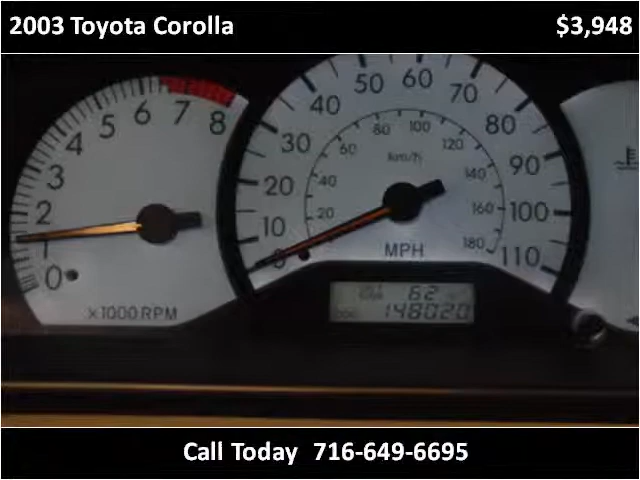 2003 Toyota Corolla $3,948
0 1 2 3 4 5 6 7 8
x1000 RPM
0 10 20 30 40 50 60 70 80 90 100 110
20 40 60 80 100 120 140 160 180
km/h
MPH
62
ODO 148020
Call Today 716-649-6695